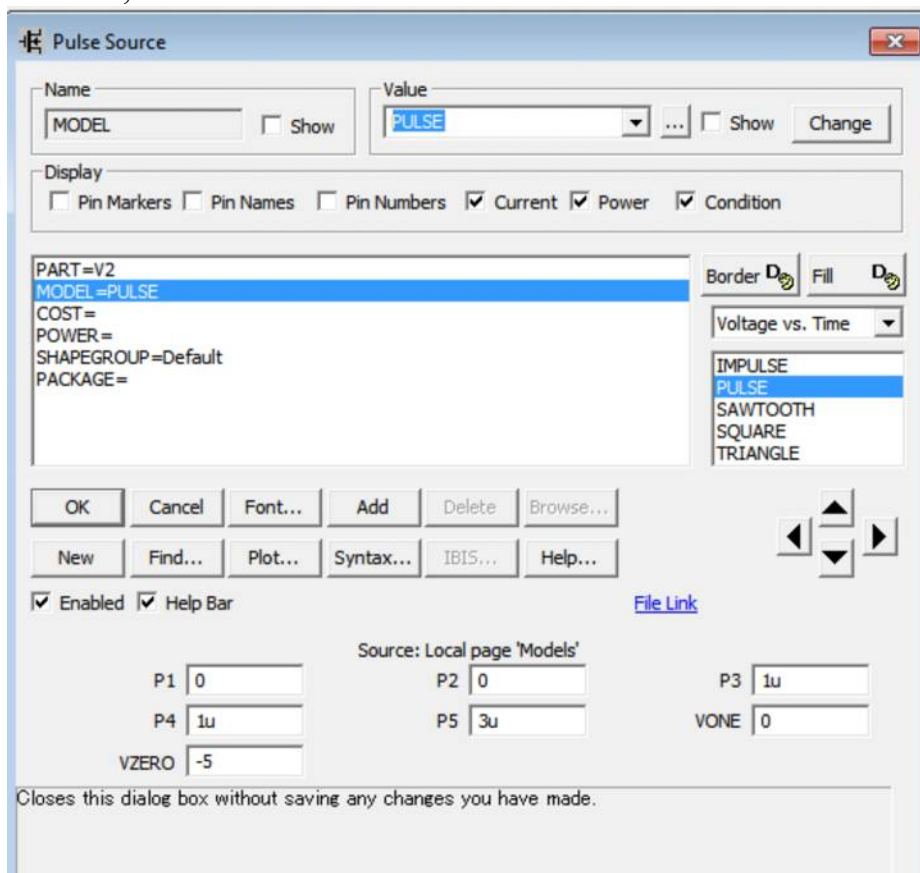 Pulse Source
Name
MODEL
Show
Value
PULSE
...
Show
Change
Display
Pin Markers
Pin Names
Pin Numbers
Current
Power
Condition
PART=V2
MODEL=PULSE
COST=
POWER=
SHAPEGROUP=Default
PACKAGE=
Border
Fill
Voltage vs. Time
IMPULSE
PULSE
SAWTOOTH
SQUARE
TRIANGLE
OK
Cancel
Font...
Add
Delete
Browse...
New
Find...
Plot...
Syntax...
IBIS...
Help...
Enabled
Help Bar
File Link
Source: Local page 'Models'
P1 0
P2 0
P3 1u
P4 1u
P5 3u
VONE 0
VZERO -5
Closes this dialog box without saving any changes you have made.